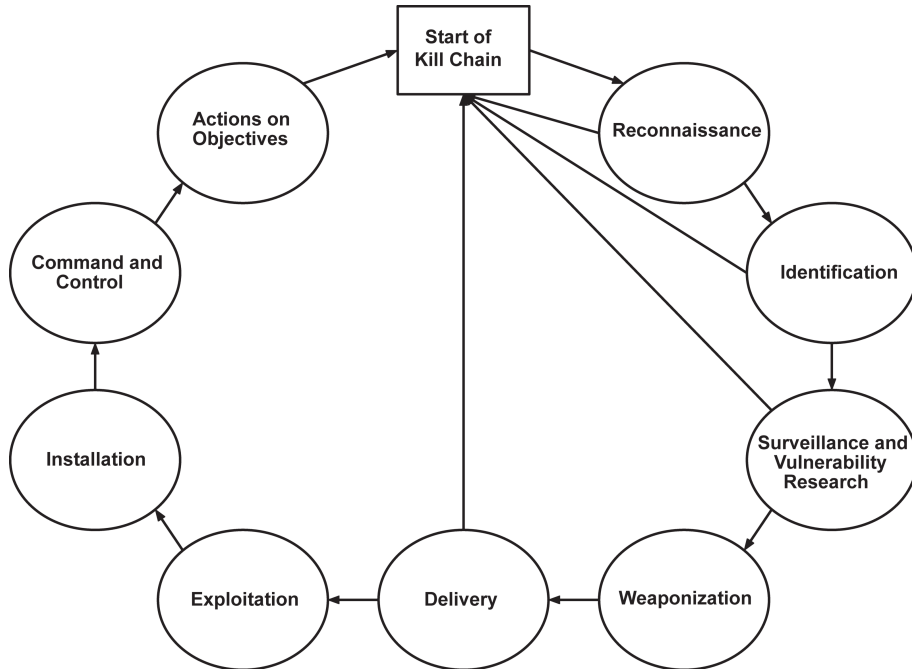 Start of
Kill Chain
Reconnaissance
Identification
Surveillance and
Vulnerability
Research
Weaponization
Delivery
Exploitation
Installation
Command and
Control
Actions on
Objectives